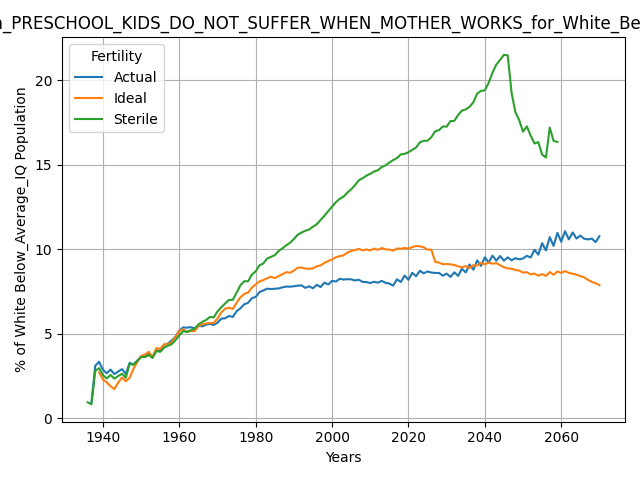 PRESCHOOL_KIDS_DO_NOT_SUFFER_WHEN_MOTHER_WORKS_for_White_Be
Fertility
Actual
Ideal
Sterile
% of White Below_Average_IQ Population
20
15
10
5
0
1940 1960 1980 2000 2020 2040 2060
Years